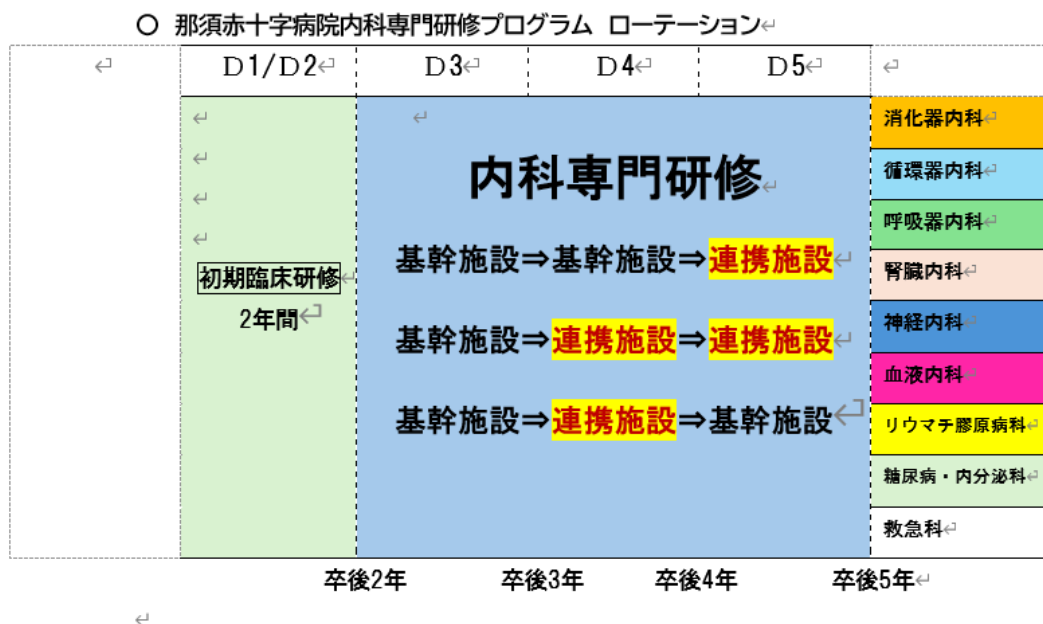 ○ 那須赤十字病院内科専門研修プログラム ローテーション
D1/D2 D3 D4 D5
初期臨床研修
2年間
内科専門研修
基幹施設⇒基幹施設⇒連携施設
基幹施設⇒連携施設⇒連携施設
基幹施設⇒連携施設⇒基幹施設
消化器内科
循環器内科
呼吸器内科
腎臓内科
神経内科
血液内科
リウマチ膠原病科
糖尿病・内分泌科
救急科
卒後2年 卒後3年 卒後4年 卒後5年